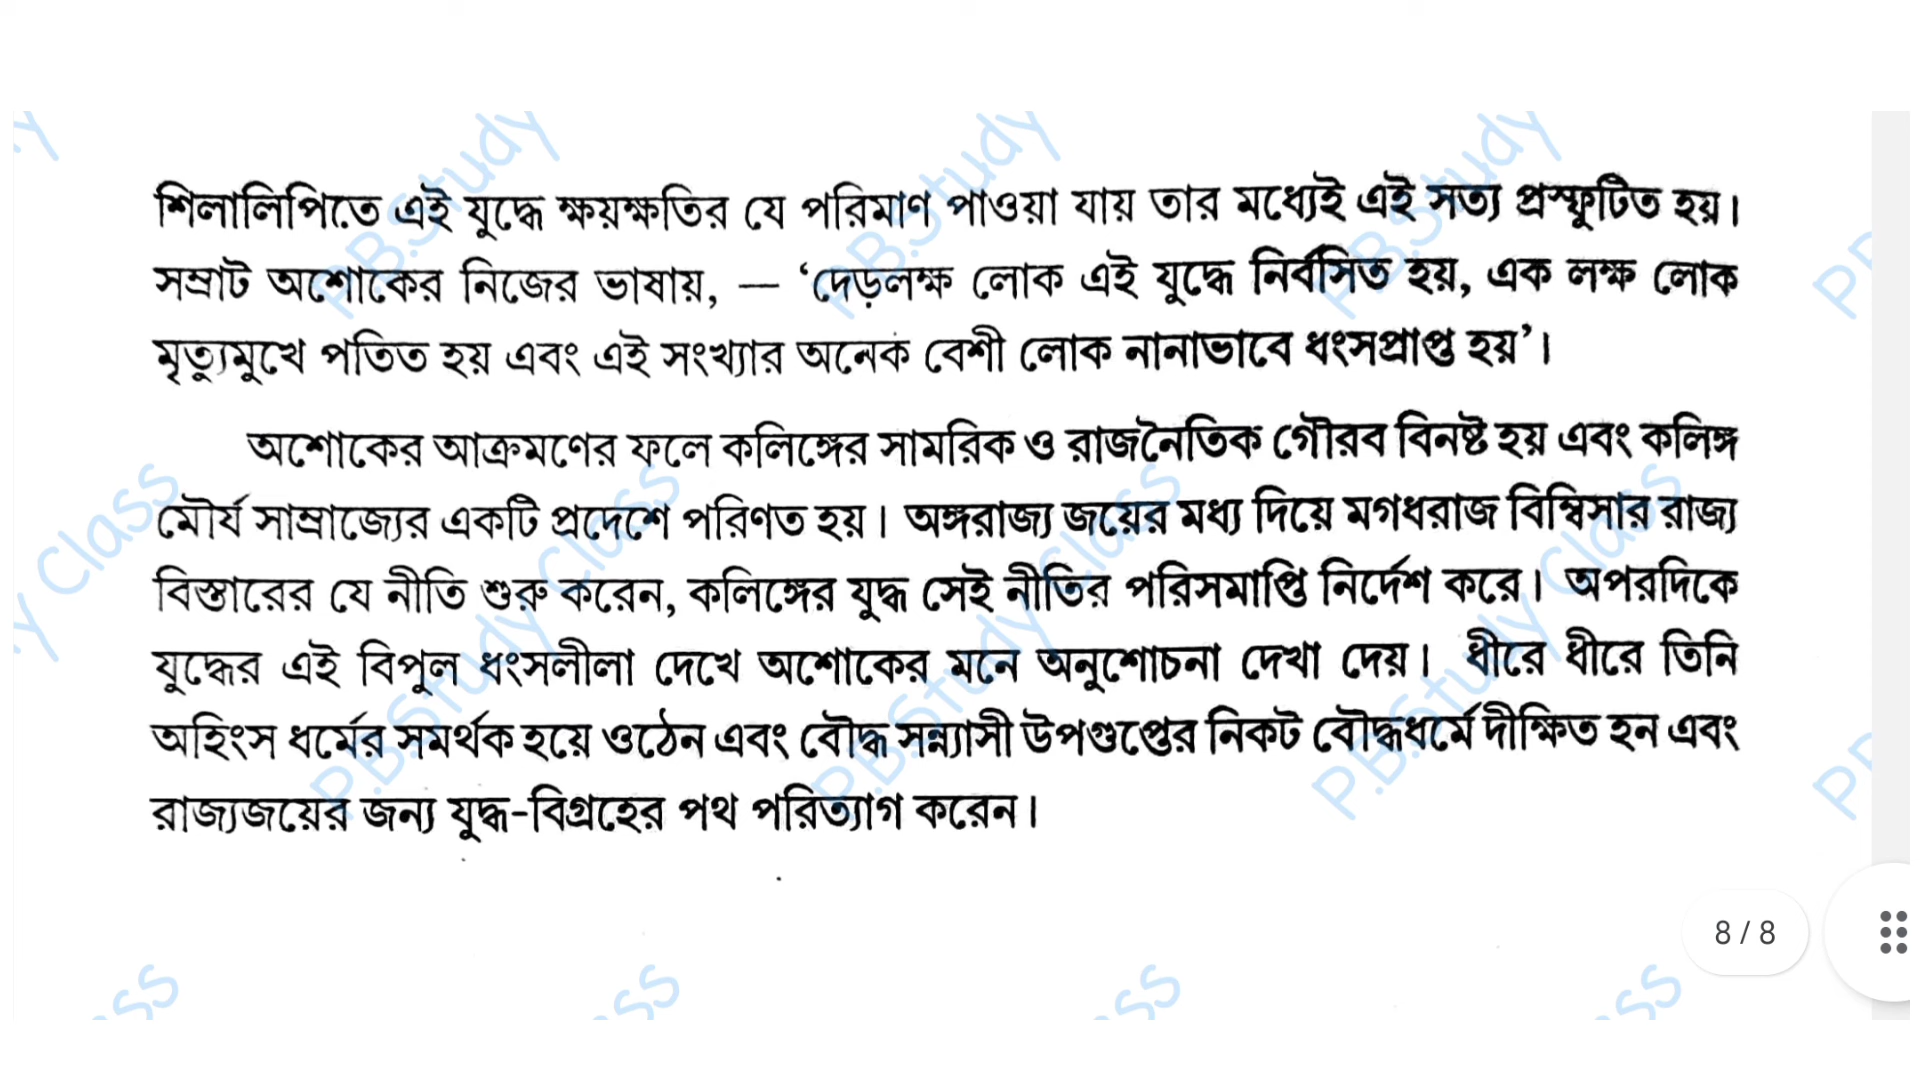 শিলালিপিতে এই যুদ্ধে ক্ষয়ক্ষতির যে পরিমাণ পাওয়া যায় তার মধ্যেই এই সত্য প্রস্ফুটিত হয়।
সম্রাট অশোকের নিজের ভাষায়, — ‘দেড়লক্ষ লোক এই যুদ্ধে নির্বসিত হয়, এক লক্ষ লোক
মৃত্যুমুখে পতিত হয় এবং এই সংখ্যার অনেক বেশী লোক নানাভাবে ধংসপ্রাপ্ত হয়’।
অশোকের আক্রমণের ফলে কলিঙ্গের সামরিক ও রাজনৈতিক গৌরব বিনষ্ট হয় এবং কলিঙ্গ
মৌর্য সাম্রাজ্যের একটি প্রদেশে পরিণত হয়। অঙ্গরাজ্য জয়ের মধ্য দিয়ে মগধরাজ বিম্বিসার রাজ্য
বিস্তারের যে নীতি শুরু করেন, কলিঙ্গের যুদ্ধ সেই নীতির পরিসমাপ্তি নির্দেশ করে। অপরদিকে
যুদ্ধের এই বিপুল ধংসলীলা দেখে অশোকের মনে অনুশোচনা দেখা দেয়। ধীরে ধীরে তিনি
অহিংস ধর্মের সমর্থক হয়ে ওঠেন এবং বৌদ্ধ সন্ন্যাসী উপগুপ্তের নিকট বৌদ্ধধর্মে দীক্ষিত হন এবং
রাজ্যজয়ের জন্য যুদ্ধ-বিগ্রহের পথ পরিত্যাগ করেন।
8 / 8
P.B.Study Class